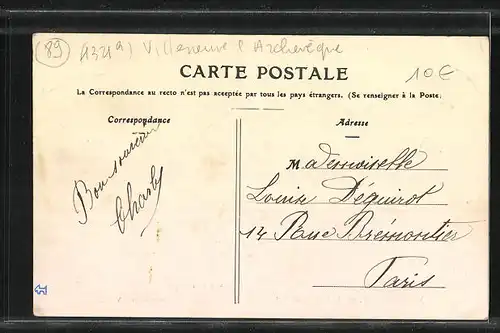 (89) 4321a) Villeneuve l'Archevêque
10€
CARTE POSTALE
La Correspondance au recto n'est pas acceptée par tous les pays étrangers. (Se renseigner à la Poste)
Correspondance
Adresse
Bon souvenir
Charly
Mademoiselle
Louise Déguirot
14 Rue Brémontier
Paris